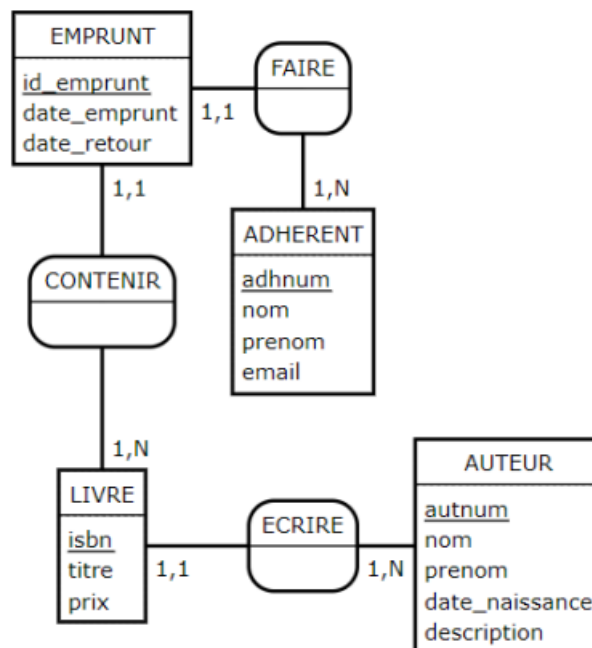 EMPRUNT
id_emprunt
date_emprunt
date_retour
1,1
FAIRE
1,1
1,N
ADHERENT
adhnum
nom
prenom
email
CONTENIR
1,N
LIVRE
isbn
titre
prix
1,1
ECRIRE
1,N
AUTEUR
autnum
nom
prenom
date_naissance
description